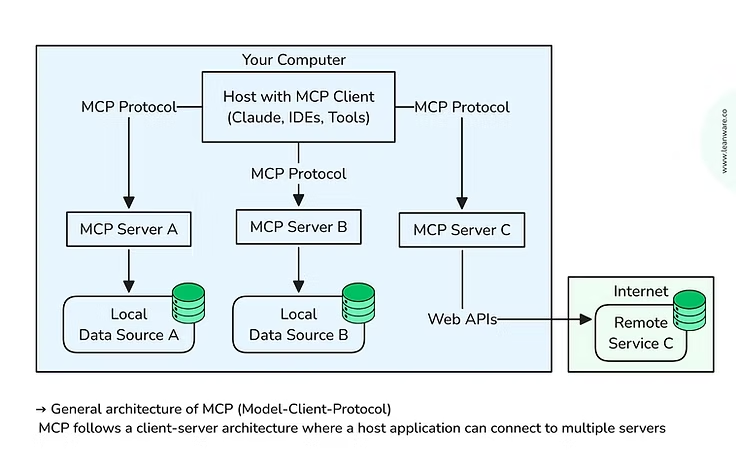 Your Computer
Host with MCP Client
(Claude, IDEs, Tools)
MCP Protocol
MCP Protocol
MCP Protocol
MCP Server A
MCP Server B
MCP Server C
Local
Data Source A
Local
Data Source B
Web APIs
Internet
Remote
Service C
www.leanware.co
→ General architecture of MCP (Model-Client-Protocol)
MCP follows a client-server architecture where a host application can connect to multiple servers